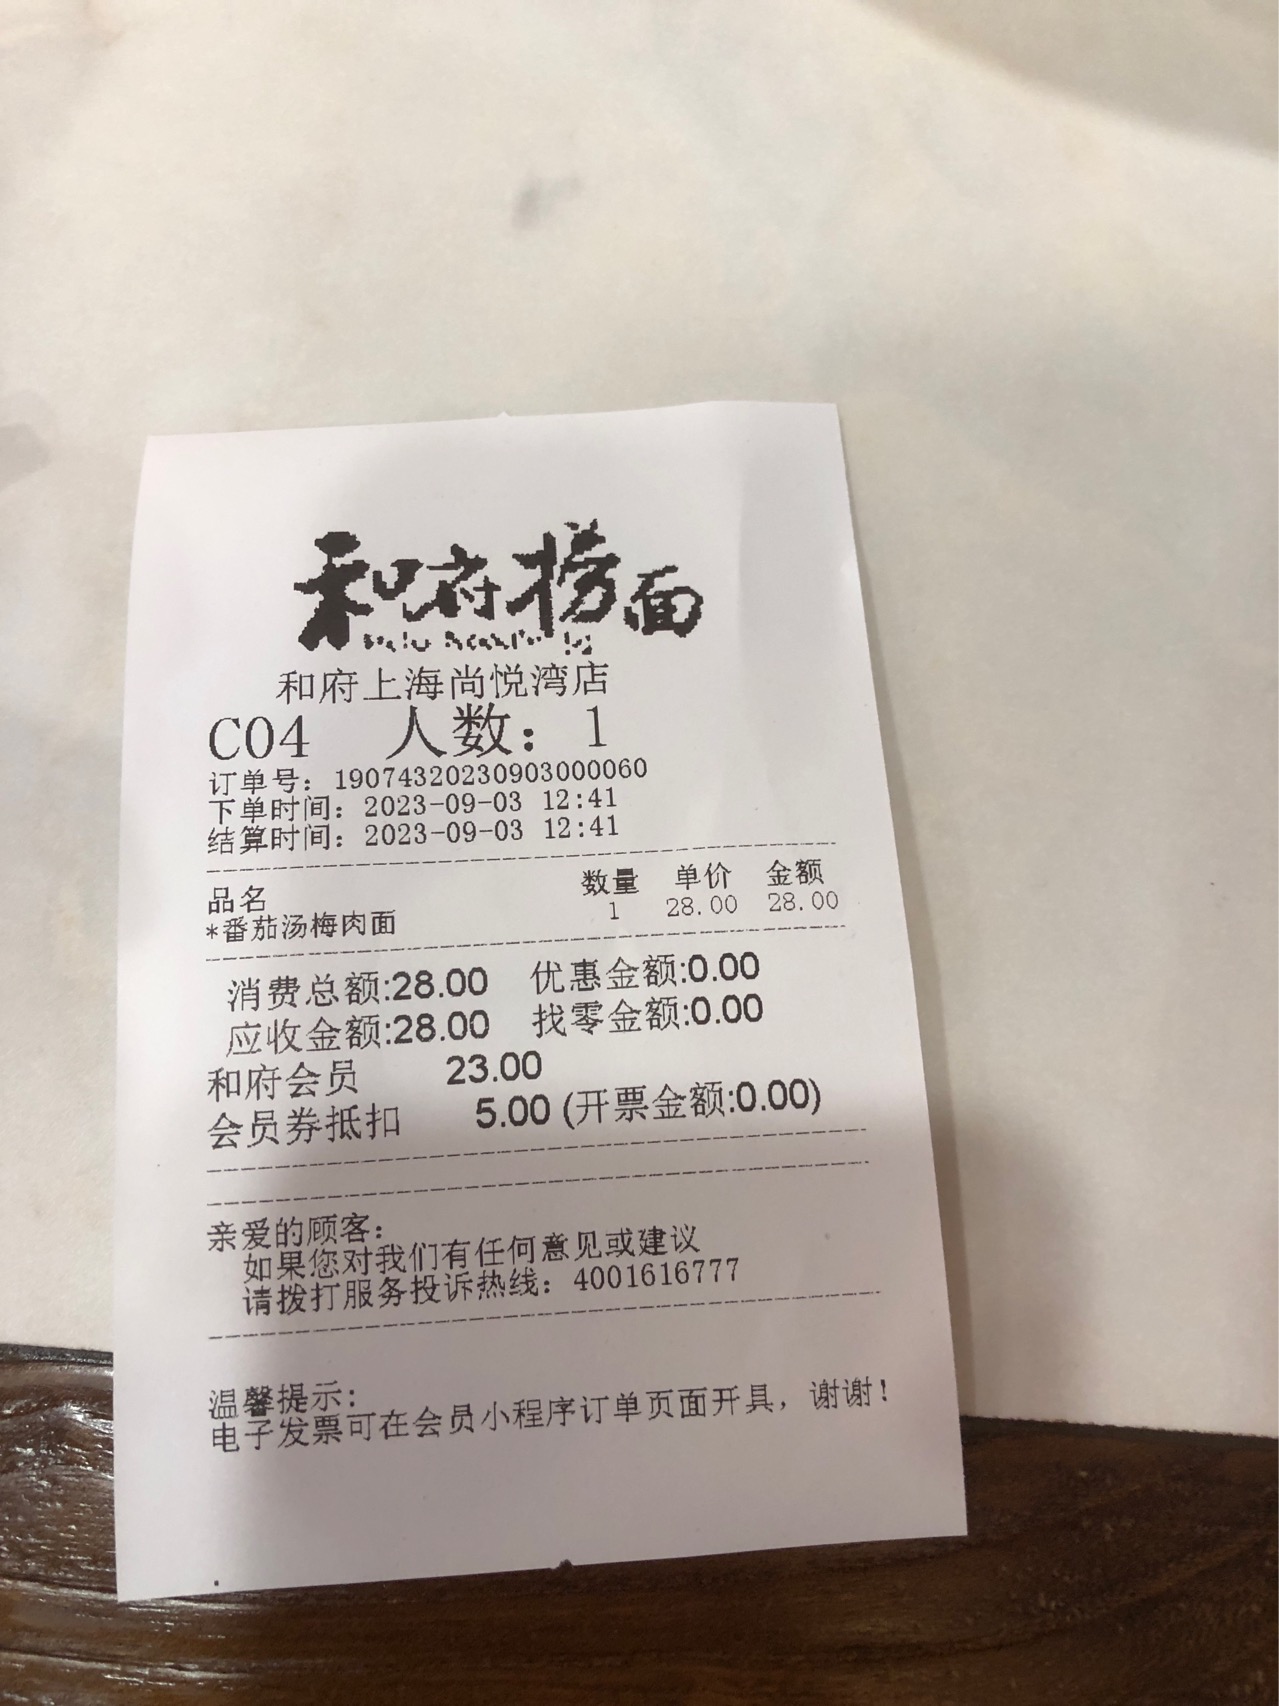 和府捞面
和府上海尚悦湾店
C04 人数：1
订单号：19074320230903000060
下单时间：2023-09-03 12:41
结算时间：2023-09-03 12:41
品名 数量 单价 金额
*番茄汤梅肉面 1 28.00 28.00
消费总额:28.00 优惠金额:0.00
应收金额:28.00 找零金额:0.00
和府会员 23.00
会员券抵扣 5.00 (开票金额:0.00)
亲爱的顾客：
如果您对我们有任何意见或建议
请拨打服务投诉热线：4001616777
温馨提示：
电子发票可在会员小程序订单页面开具，谢谢！